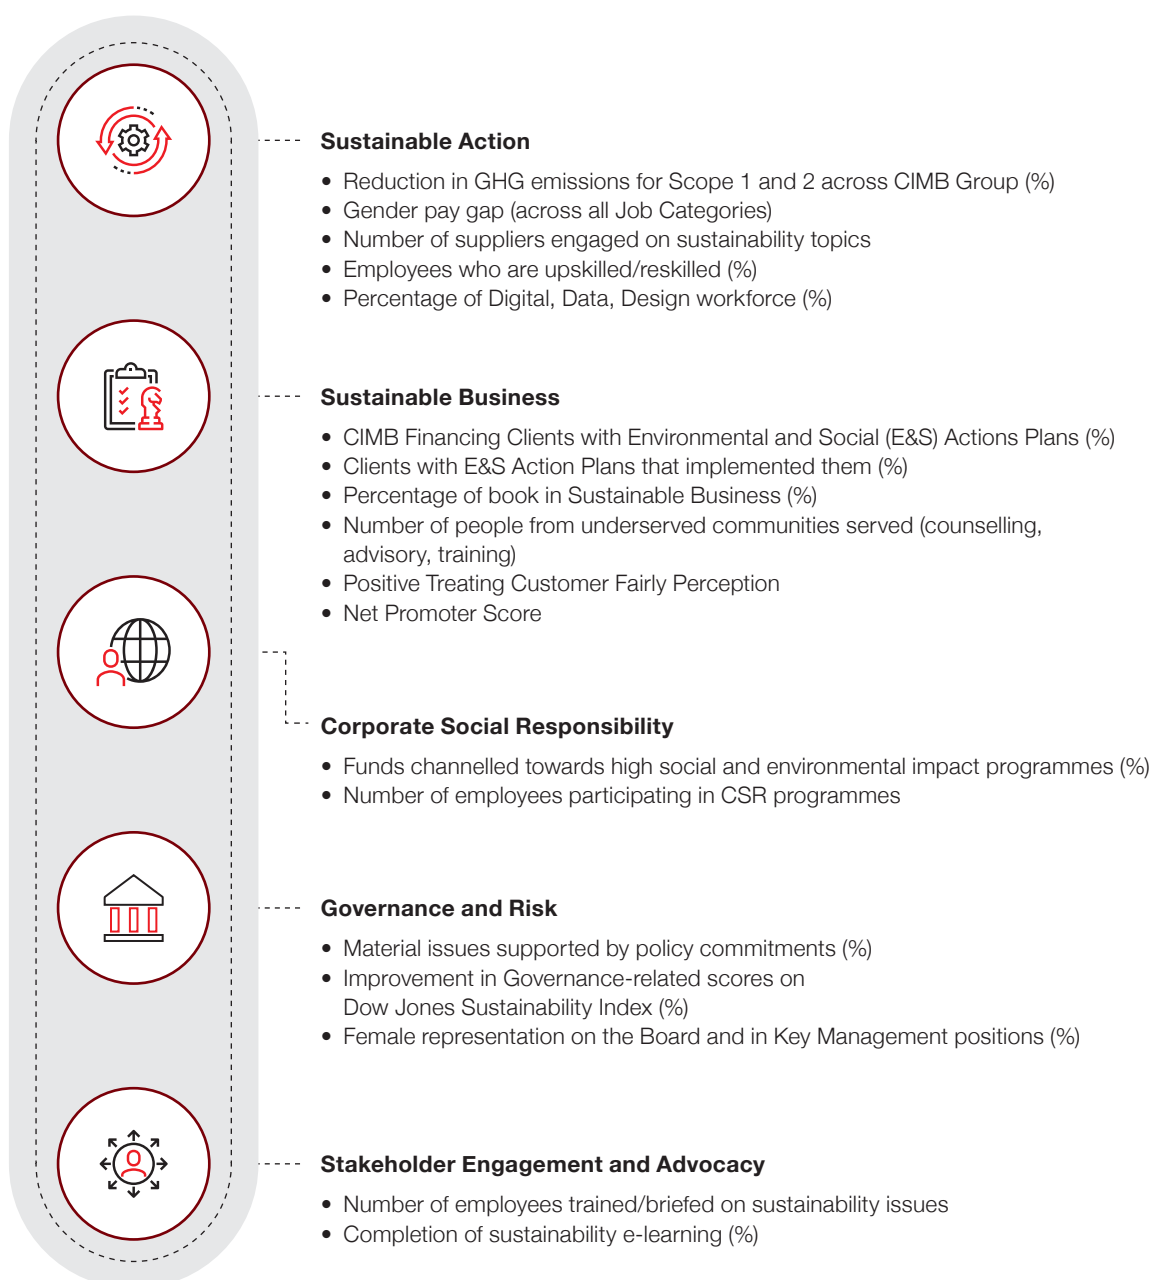 Sustainable Action
• Reduction in GHG emissions for Scope 1 and 2 across CIMB Group (%)
• Gender pay gap (across all Job Categories)
• Number of suppliers engaged on sustainability topics
• Employees who are upskilled/reskilled (%)
• Percentage of Digital, Data, Design workforce (%)
Sustainable Business
• CIMB Financing Clients with Environmental and Social (E&S) Actions Plans (%)
• Clients with E&S Action Plans that implemented them (%)
• Percentage of book in Sustainable Business (%)
• Number of people from underserved communities served (counselling,
advisory, training)
• Positive Treating Customer Fairly Perception
• Net Promoter Score
Corporate Social Responsibility
• Funds channelled towards high social and environmental impact programmes (%)
• Number of employees participating in CSR programmes
Governance and Risk
• Material issues supported by policy commitments (%)
• Improvement in Governance-related scores on
Dow Jones Sustainability Index (%)
• Female representation on the Board and in Key Management positions (%)
Stakeholder Engagement and Advocacy
• Number of employees trained/briefed on sustainability issues
• Completion of sustainability e-learning (%)